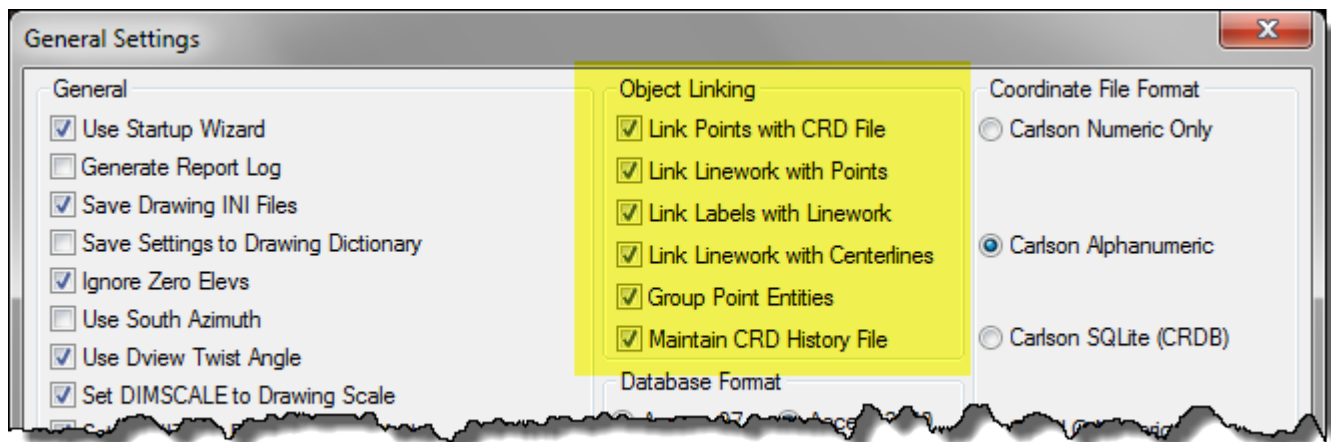 General Settings
General
Use Startup Wizard
Generate Report Log
Save Drawing INI Files
Save Settings to Drawing Dictionary
Ignore Zero Elevs
Use South Azimuth
Use Dview Twist Angle
Set DIMSCALE to Drawing Scale
Object Linking
Link Points with CRD File
Link Linework with Points
Link Labels with Linework
Link Linework with Centerlines
Group Point Entities
Maintain CRD History File
Database Format
Coordinate File Format
Carlson Numeric Only
Carlson Alphanumeric
Carlson SQLite (CRDB)